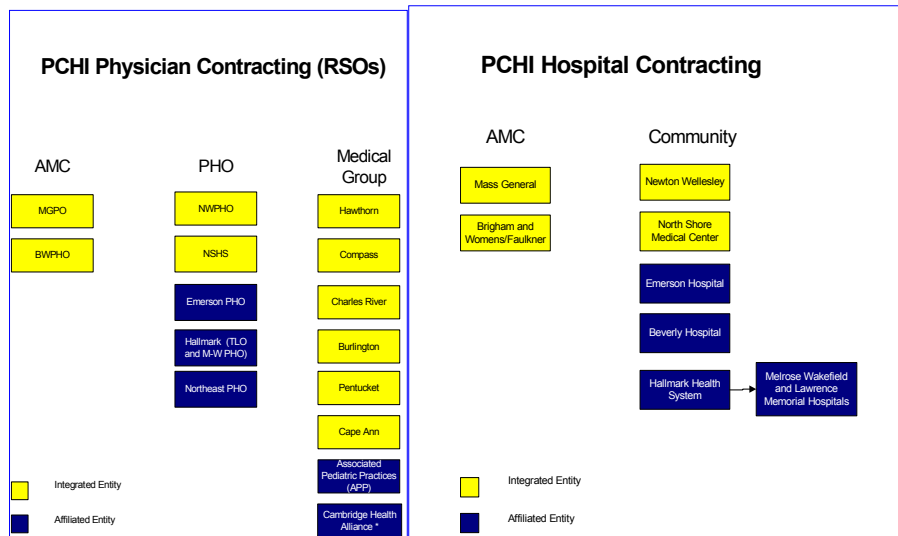 PCHI Physician Contracting (RSOs)
AMC
PHO
Medical
Group
MGPO
NWPHO
Hawthorn
BWPHO
NSHS
Compass
Emerson PHO
Charles River
Hallmark (TLO
and M-W PHO)
Burlington
Northeast PHO
Pentucket
Cape Ann
Associated
Pediatric Practices
(APP)
Cambridge Health
Alliance *
Integrated Entity
Affiliated Entity
PCHI Hospital Contracting
AMC
Community
Mass General
Newton Wellesley
Brigham and
Womens/Faulkner
North Shore
Medical Center
Emerson Hospital
Beverly Hospital
Hallmark Health
System
Melrose Wakefield
and Lawrence
Memorial Hospitals
Integrated Entity
Affiliated Entity